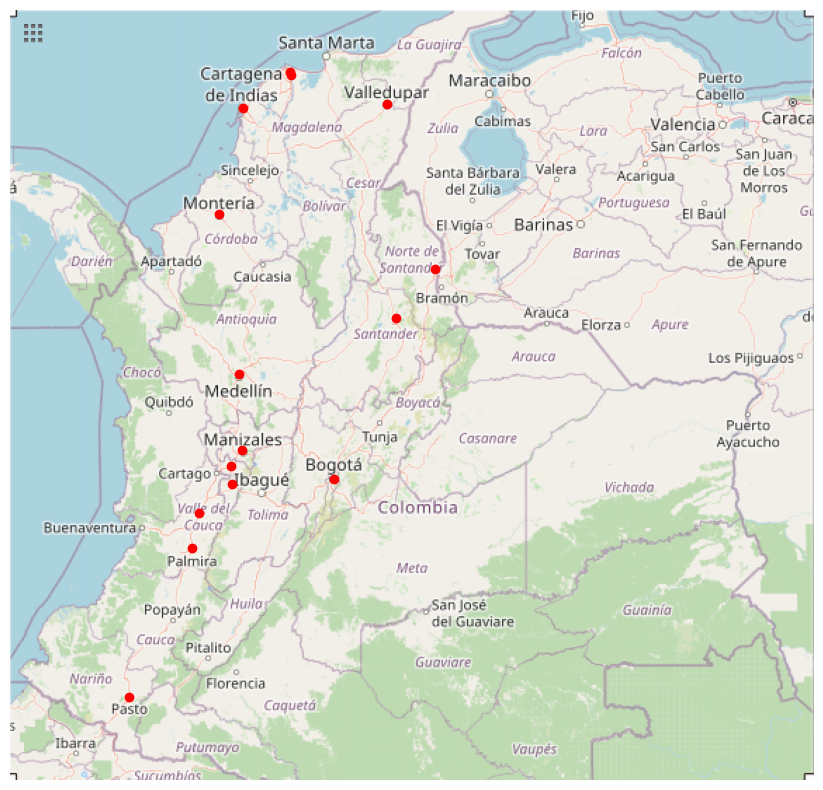 Fijo
Santa Marta
La Guajira
Falcón
Cartagena
de Indias
Valledupar
Maracaibo
Puerto
Cabello
Cabimas
Magdalena
Zulia
Lara
Valencia
Caraca
San Carlos
Sincelejo
Cesar
Santa Bárbara
del Zulia
Valera
Acarigua
San Juan
de Los
Morros
á
Montería
Bolívar
Portuguesa
El Baúl
Gu
Córdoba
El Vigía
Barinas
Darién
Apartadó
Caucasia
Norte de
Santander
Tovar
Barinas
San Fernando
de Apure
Bramón
Antioquia
Santander
Arauca
Elorza
Apure
de
Chocó
Arauca
Los Pijiguaos
Medellín
Quibdó
Boyacá
Manizales
Tunja
Casanare
Puerto
Ayacucho
Cartago
Ibagué
Bogotá
Vichada
Valle del
Cauca
Tolima
Colombia
Buenaventura
Palmira
Meta
Popayán
Huila
San José
del Guaviare
Guainía
Cauca
Pitalito
Guaviare
Nariño
Florencia
Caquetá
Pasto
s
Ibarra
Putumayo
Vaupés
Sucumbíos